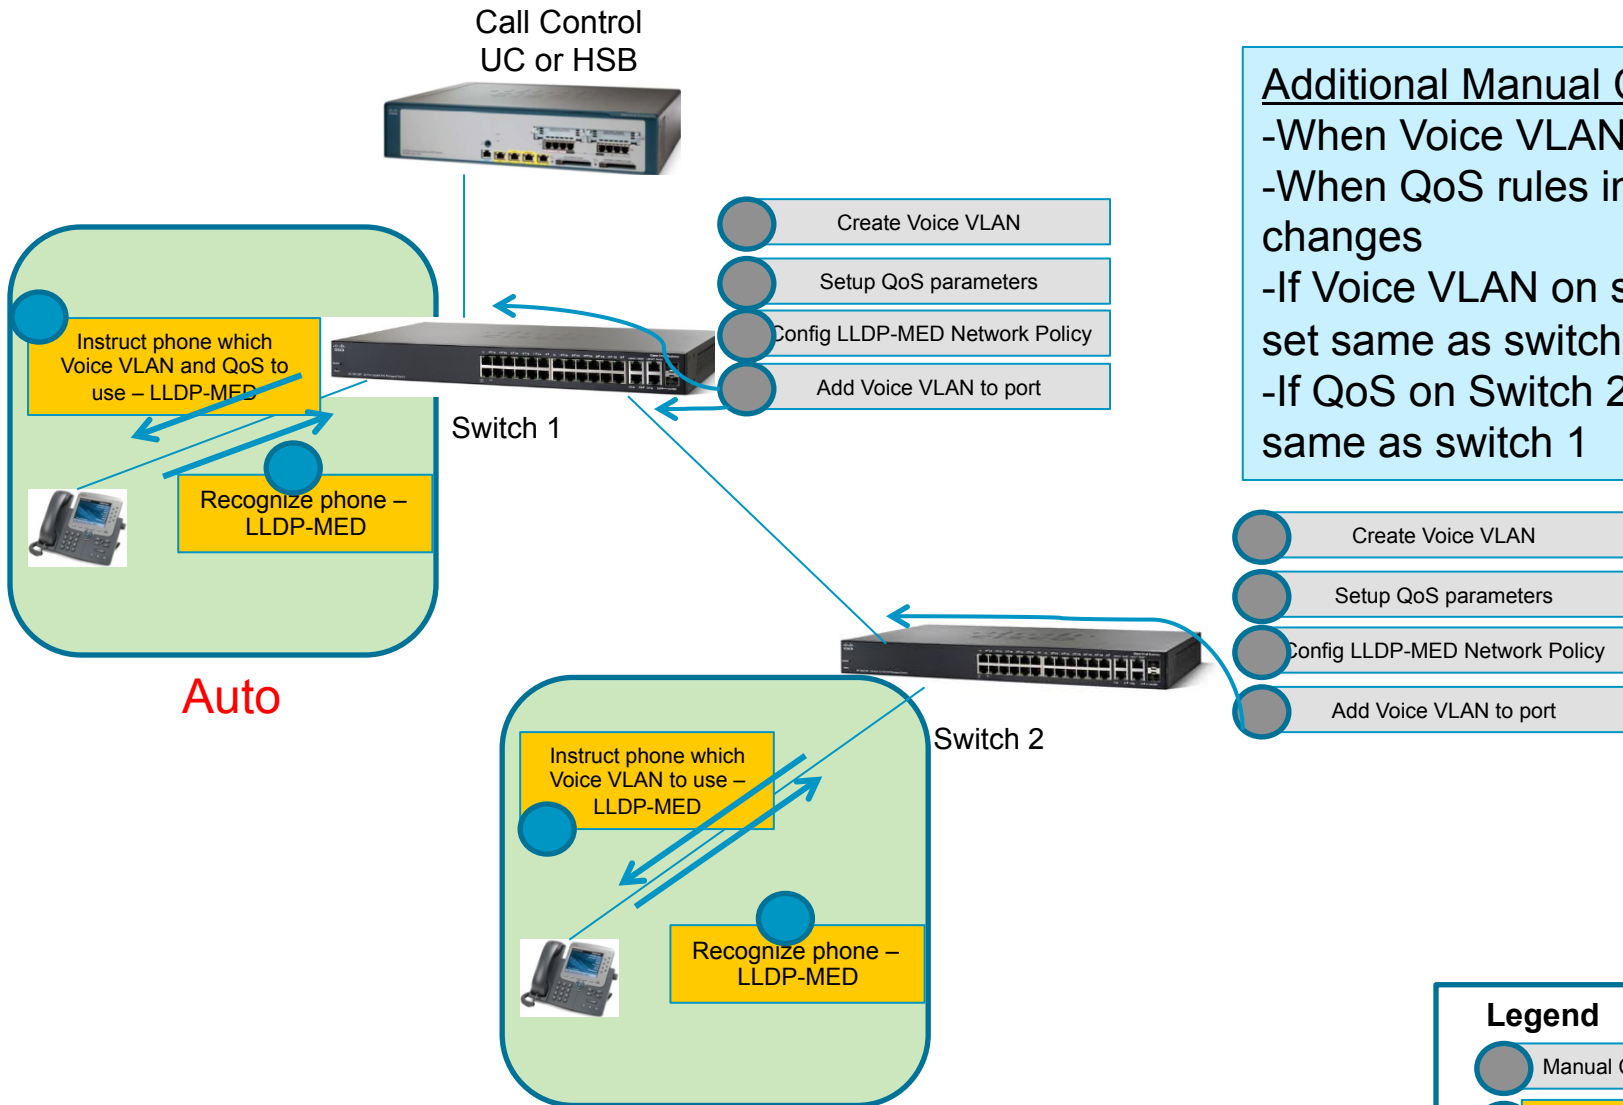 Call Control
UC or HSB
Additional Manual
-When Voice VLAN
-When QoS rules
changes
-If Voice VLAN on
set same as switch
-If QoS on Switch 2
same as switch 1
Create Voice VLAN
Setup QoS parameters
Config LLDP-MED Network Policy
Add Voice VLAN to port
Instruct phone which
Voice VLAN and QoS to
use – LLDP-MED
Switch 1
Recognize phone –
LLDP-MED
Auto
Create Voice VLAN
Setup QoS parameters
Config LLDP-MED Network Policy
Add Voice VLAN to port
Switch 2
Instruct phone which
Voice VLAN to use –
LLDP-MED
Recognize phone –
LLDP-MED
Legend
Manual